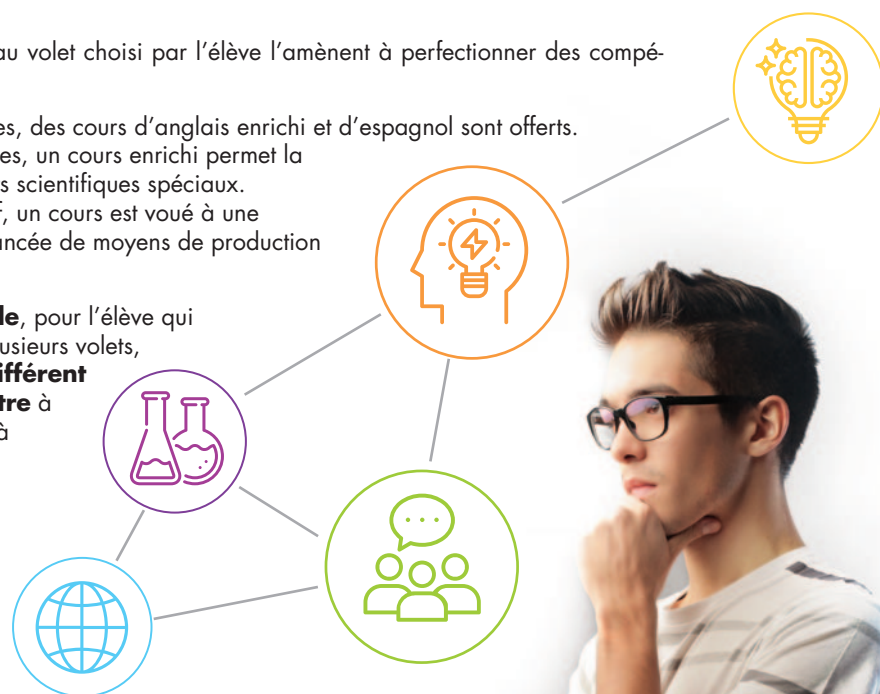 au volet choisi par l'élève l'amènent à perfectionner des compé-
es, des cours d'anglais enrichi et d'espagnol sont offerts.
es, un cours enrichi permet la
s scientifiques spéciaux.
f, un cours est voué à une
ancée de moyens de production
le, pour l'élève qui
usieurs volets,
ifférent
tre à
à